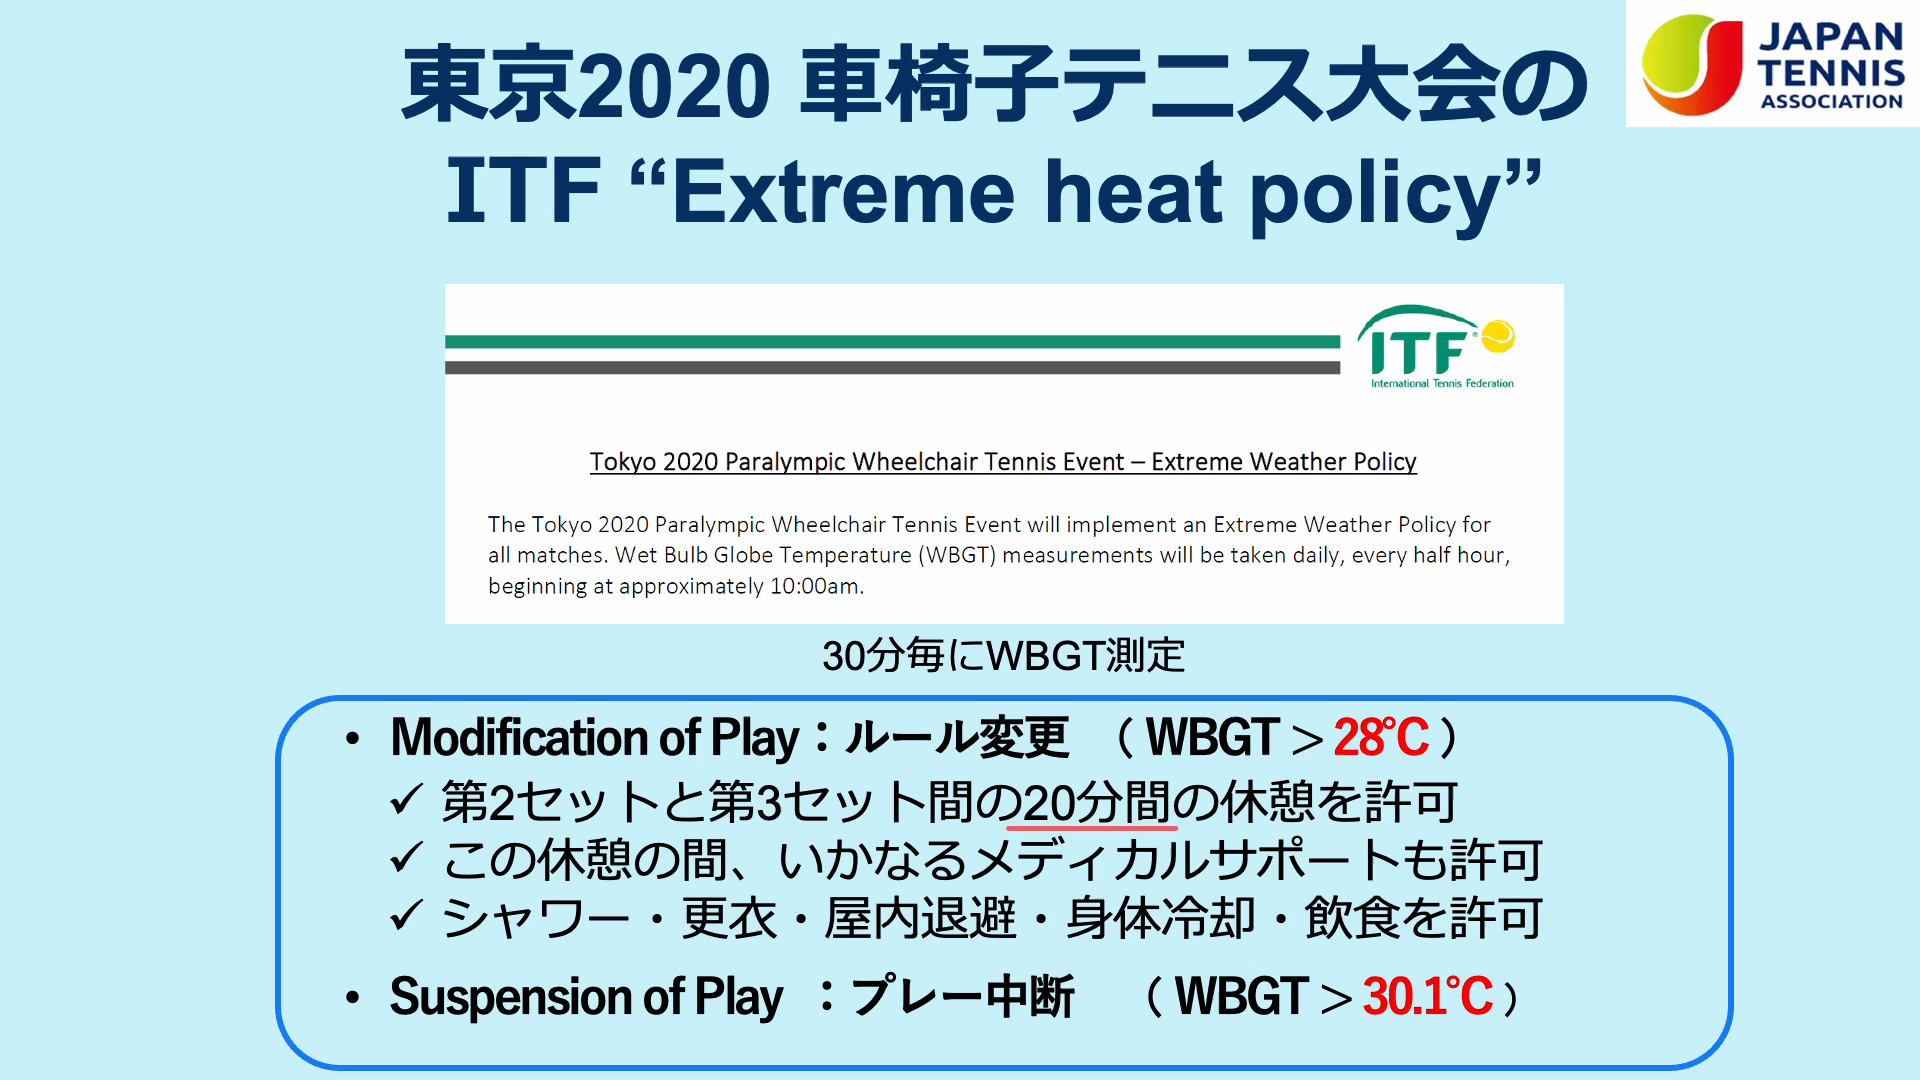 東京2020 車椅子テニス大会の
ITF “Extreme heat policy”
JAPAN
TENNIS
ASSOCIATION
ITF
International Tennis Federation
Tokyo 2020 Paralympic Wheelchair Tennis Event – Extreme Weather Policy
The Tokyo 2020 Paralympic Wheelchair Tennis Event will implement an Extreme Weather Policy for
all matches. Wet Bulb Globe Temperature (WBGT) measurements will be taken daily, every half hour,
beginning at approximately 10:00am.
30分毎にWBGT測定
• Modification of Play：ルール変更 （ WBGT＞28℃ ）
✓ 第2セットと第3セット間の20分間の休憩を許可
✓ この休憩の間、いかなるメディカルサポートも許可
✓ シャワー・更衣・屋内退避・身体冷却・飲食を許可
• Suspension of Play ：プレー中断 （ WBGT＞30.1℃ ）